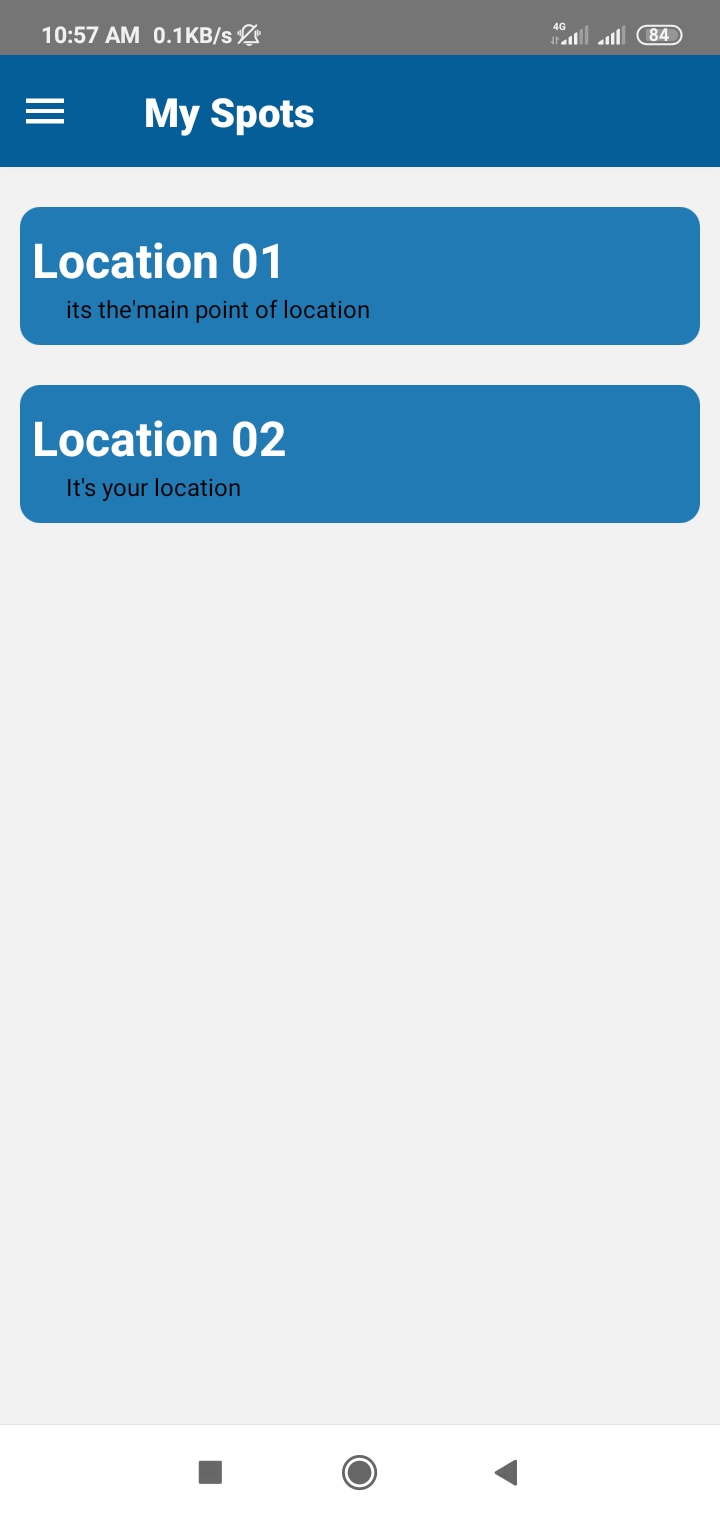 10:57 AM 0.1KB/s 4G 84
My Spots
Location 01
its the'main point of location
Location 02
It's your location